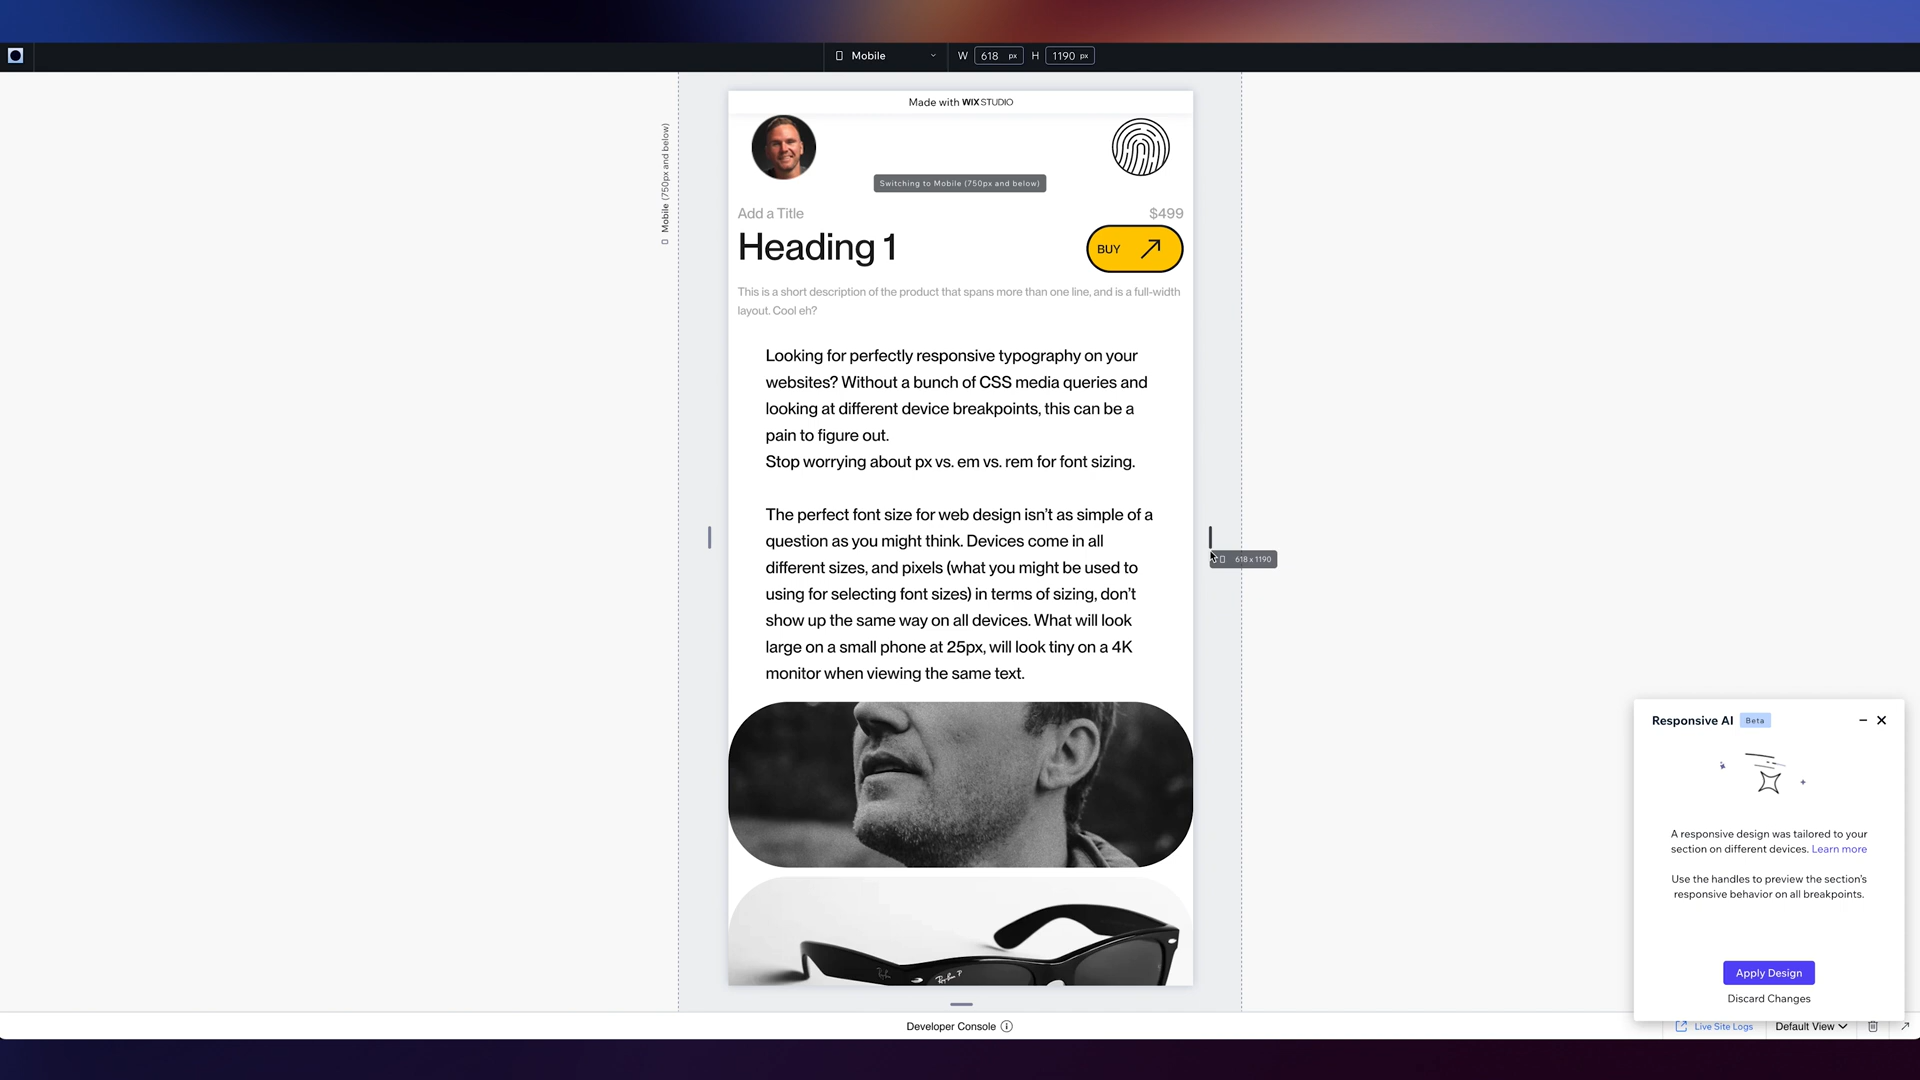 Mobile
W 618 px H 1190 px
Made with WIX STUDIO
Mobile (750px and below)
Switching to Mobile (750px and below)
Add a Title
$499
Heading 1
BUY
This is a short description of the product that spans more than one line, and is a full-width
layout. Cool eh?
Looking for perfectly responsive typography on your
websites? Without a bunch of CSS media queries and
looking at different device breakpoints, this can be a
pain to figure out.
Stop worrying about px vs. em vs. rem for font sizing.
The perfect font size for web design isn't as simple of a
question as you might think. Devices come in all
different sizes, and pixels (what you might be used to
using for selecting font sizes) in terms of sizing, don't
show up the same way on all devices. What will look
large on a small phone at 25px, will look tiny on a 4K
monitor when viewing the same text.
618 x 1190
Ray-Ban
Ray-Ban P
Responsive AI Beta
A responsive design was tailored to your
section on different devices. Learn more
Use the handles to preview the section's
responsive behavior on all breakpoints.
Apply Design
Discard Changes
Developer Console
Live Site Logs
Default View